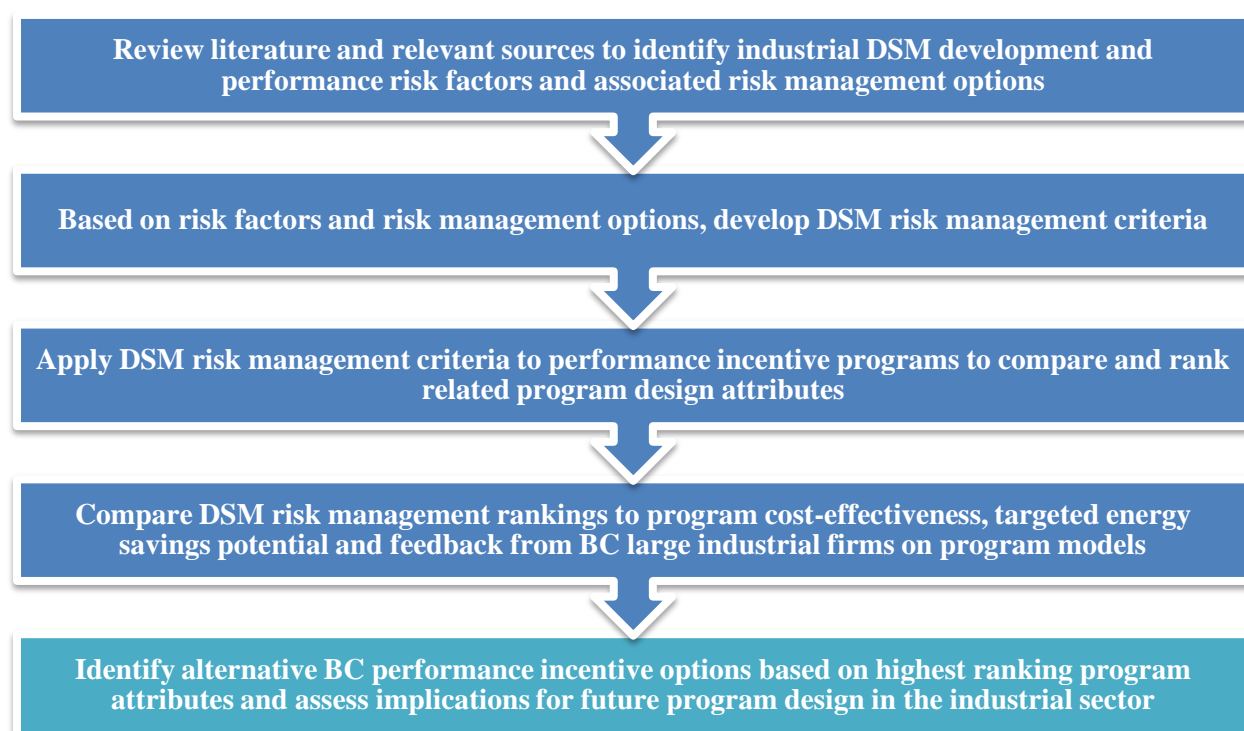 Review literature and relevant sources to identify industrial DSM development and
performance risk factors and associated risk management options
Based on risk factors and risk management options, develop DSM risk management criteria
Apply DSM risk management criteria to performance incentive programs to compare and rank
related program design attributes
Compare DSM risk management rankings to program cost-effectiveness, targeted energy
savings potential and feedback from BC large industrial firms on program models
Identify alternative BC performance incentive options based on highest ranking program
attributes and assess implications for future program design in the industrial sector